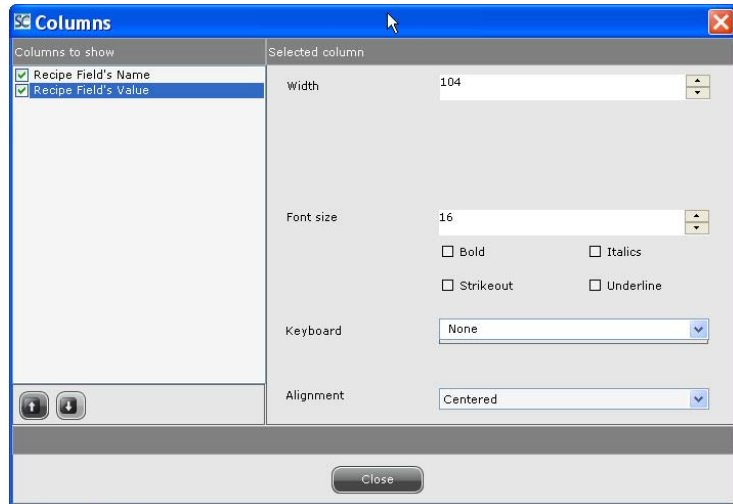 SC Columns
Columns to show
Selected column
Recipe Field's Name
Recipe Field's Value
Width
104
Font size
16
Bold
Italics
Strikeout
Underline
Keyboard
None
Alignment
Centered
Close